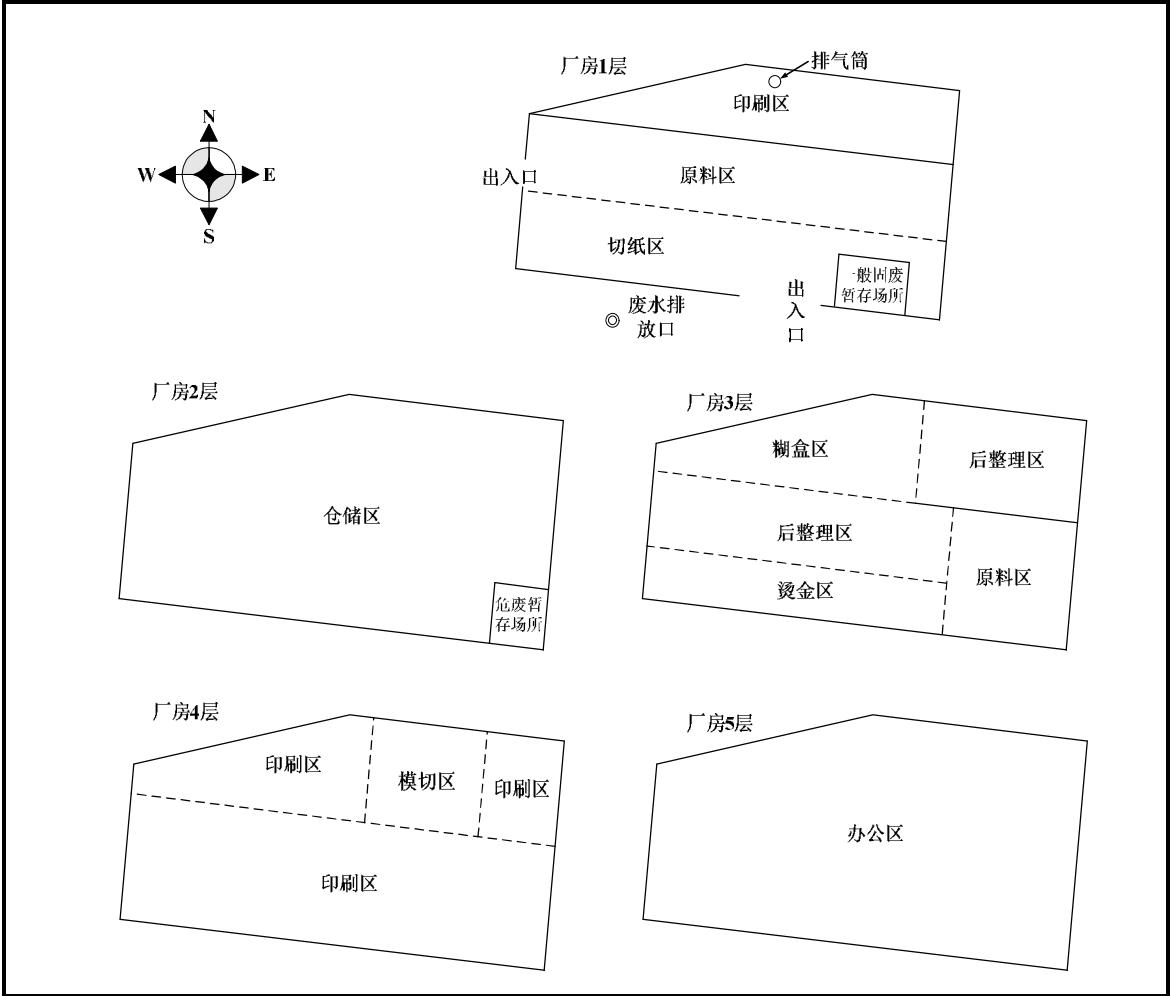 厂房1层
排气筒
印刷区
N
W
E
S
出入口
原料区
切纸区
一般固废
暂存场所
出
入
口
废水排
放口
厂房2层
仓储区
危废暂
存场所
厂房3层
糊盒区
后整理区
后整理区
原料区
烫金区
厂房4层
印刷区
模切区
印刷区
印刷区
厂房5层
办公区